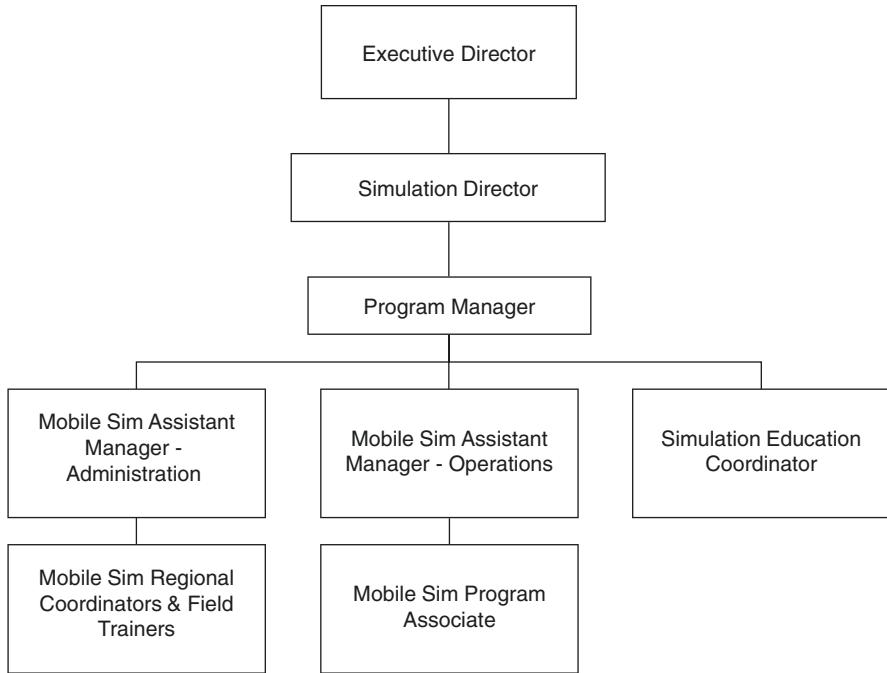 Executive Director
Simulation Director
Program Manager
Mobile Sim Assistant
Manager -
Administration
Mobile Sim Assistant
Manager - Operations
Simulation Education
Coordinator
Mobile Sim Regional
Coordinators & Field
Trainers
Mobile Sim Program
Associate